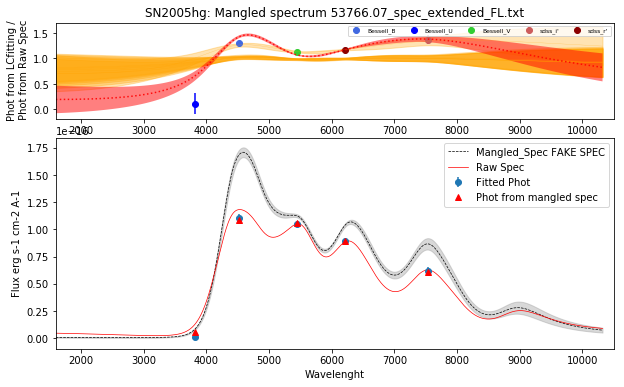 SN2005hg: Mangled spectrum 53766.07_spec_extended_FL.txt
Phot from LCfitting /
Phot from Raw Spec
1.5
1.0
0.5
0.0
Bessell_B
Bessell_U
Bessell_V
sdss_i'
sdss_r'
2000 3000 4000 5000 6000 7000 8000 9000 10000
Flux erg s-1 cm-2 A-1
1.75
1.50
1.25
1.00
0.75
0.50
0.25
0.00
Mangled_Spec FAKE SPEC
Raw Spec
Fitted Phot
Phot from mangled spec
2000 3000 4000 5000 6000 7000 8000 9000 10000
Wavelenght